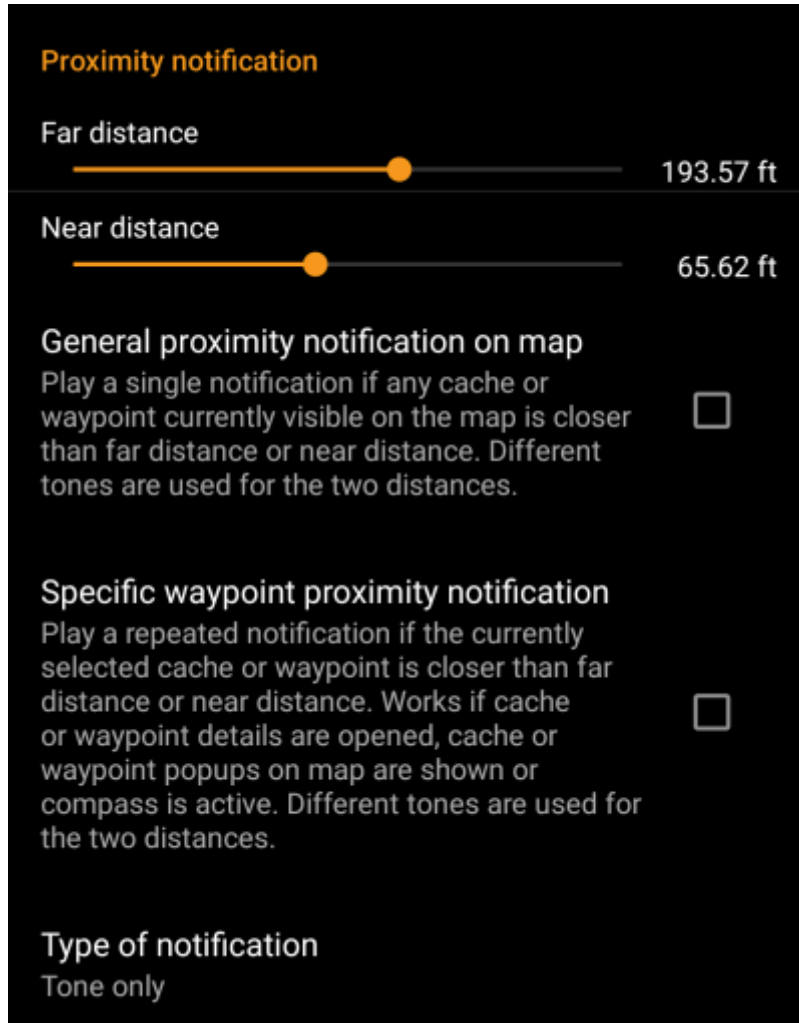 Proximity notification
Far distance
193.57 ft
Near distance
65.62 ft
General proximity notification on map
Play a single notification if any cache or
waypoint currently visible on the map is closer
than far distance or near distance. Different
tones are used for the two distances.
Specific waypoint proximity notification
Play a repeated notification if the currently
selected cache or waypoint is closer than far
distance or near distance. Works if cache
or waypoint details are opened, cache or
waypoint popups on map are shown or
compass is active. Different tones are used for
the two distances.
Type of notification
Tone only